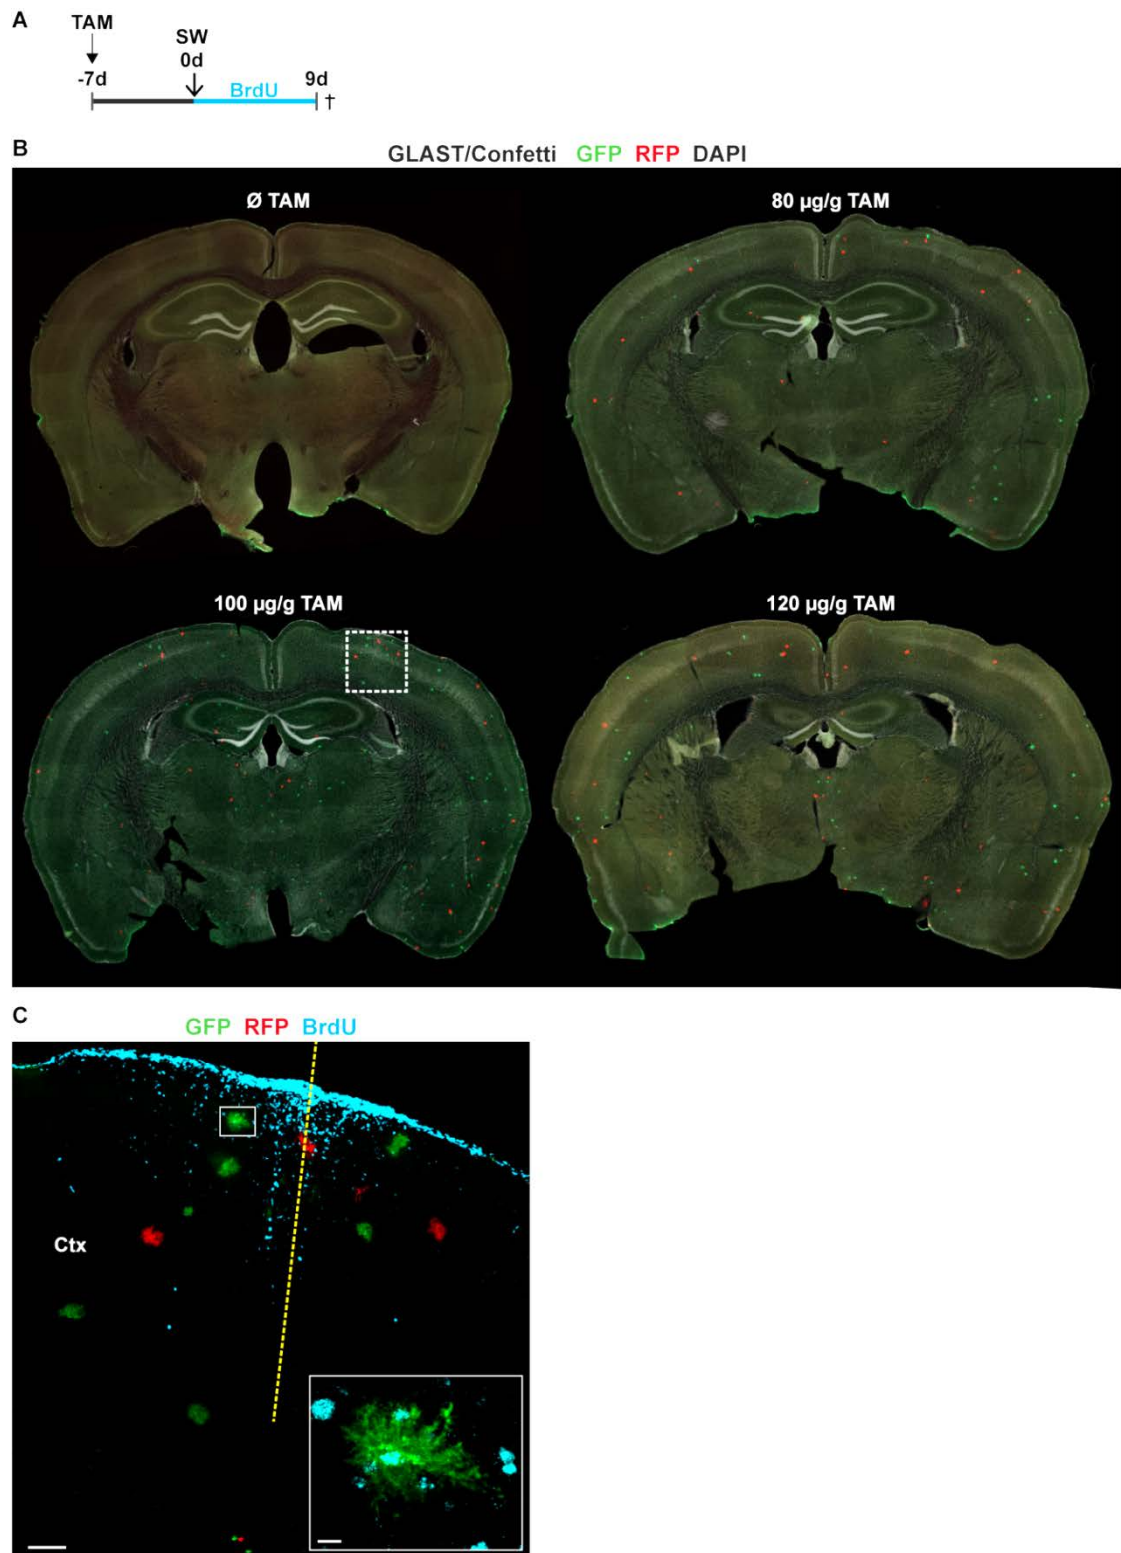 A
TAM
SW
0d
-7d
9d
BrdU
†
B
GLAST/Confetti GFP RFP DAPI
Ø TAM
80 µg/g TAM
100 µg/g TAM
120 µg/g TAM
C
GFP RFP BrdU
Ctx